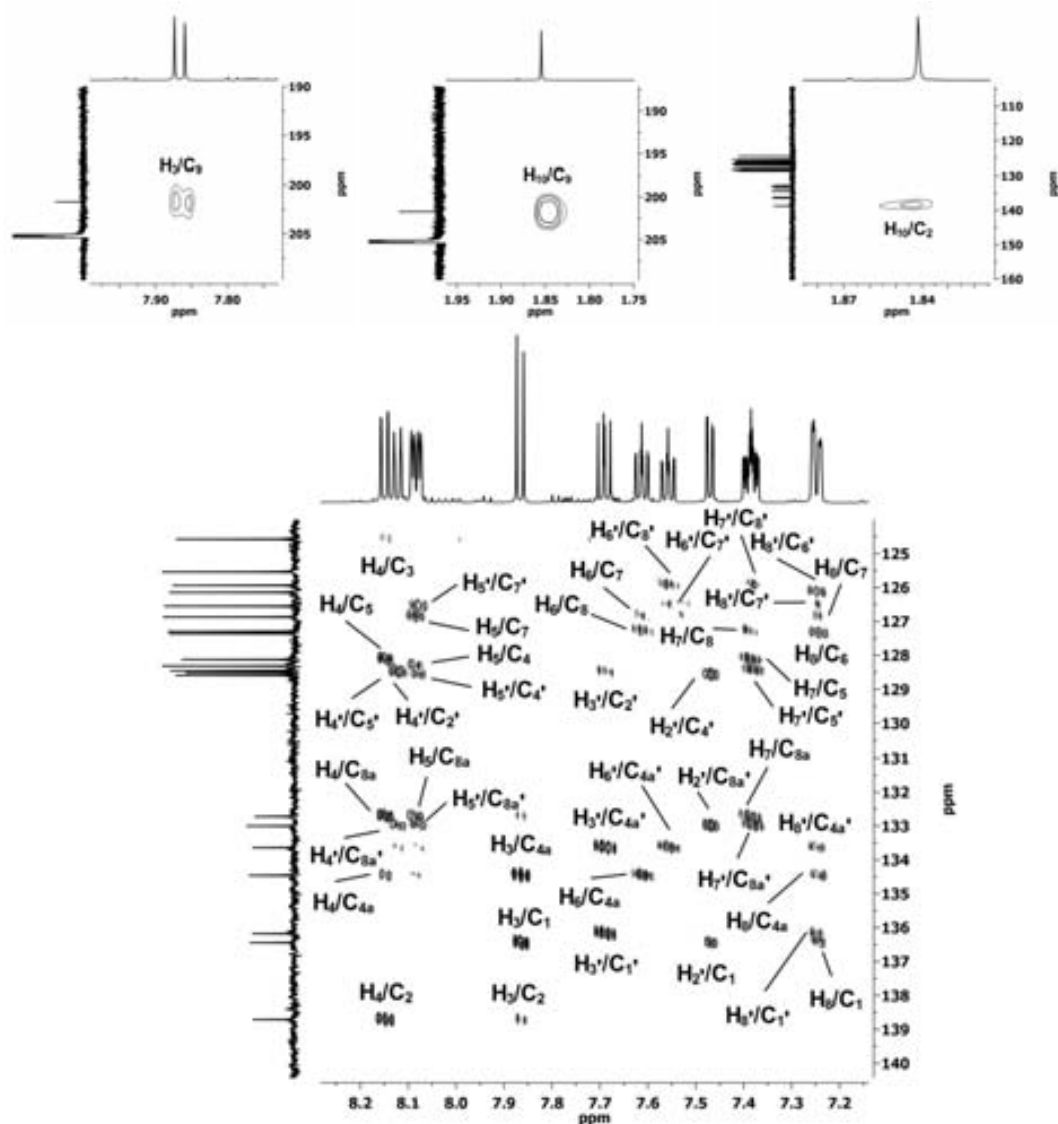 190
195
200
205
ppm
H₃/C₉
7.90 7.80
ppm
190
195
200
205
ppm
H₁₀/C₉
1.95 1.90 1.85 1.80 1.75
ppm
110
120
130
140
150
160
ppm
H₁₀/C₂
1.87 1.84
ppm
H₇'/C₈'
H₆'/C₈' H₆'/C₇' H₈'/C₆'
H₄/C₃ H₅'/C₇' H₆/C₇ H₈/C₇
H₄/C₅ H₆/C₈ H₈'/C₇'
H₅/C₇ H₇/C₈
H₅/C₄ H₈/C₆
H₅'/C₄' H₃'/C₂' H₇/C₅
H₄'/C₅' H₄'/C₂' H₂'/C₄' H₇'/C₅'
H₄/C₈ₐ H₅/C₈ₐ H₆'/C₄ₐ' H₂'/C₈ₐ' H₇/C₈ₐ
H₅'/C₈ₐ' H₃'/C₄ₐ' H₈'/C₄ₐ'
H₄'/C₈ₐ' H₃/C₄ₐ H₇'/C₈ₐ'
H₄/C₄ₐ H₆/C₄ₐ H₈/C₄ₐ
H₃/C₁
H₃'/C₁' H₂'/C₁
H₄/C₂ H₃/C₂ H₈'/C₁' H₈/C₁
125
126
127
128
129
130
131
132
133
134
135
136
137
138
139
140
ppm
8.2 8.1 8.0 7.9 7.8 7.7 7.6 7.5 7.4 7.3 7.2
ppm